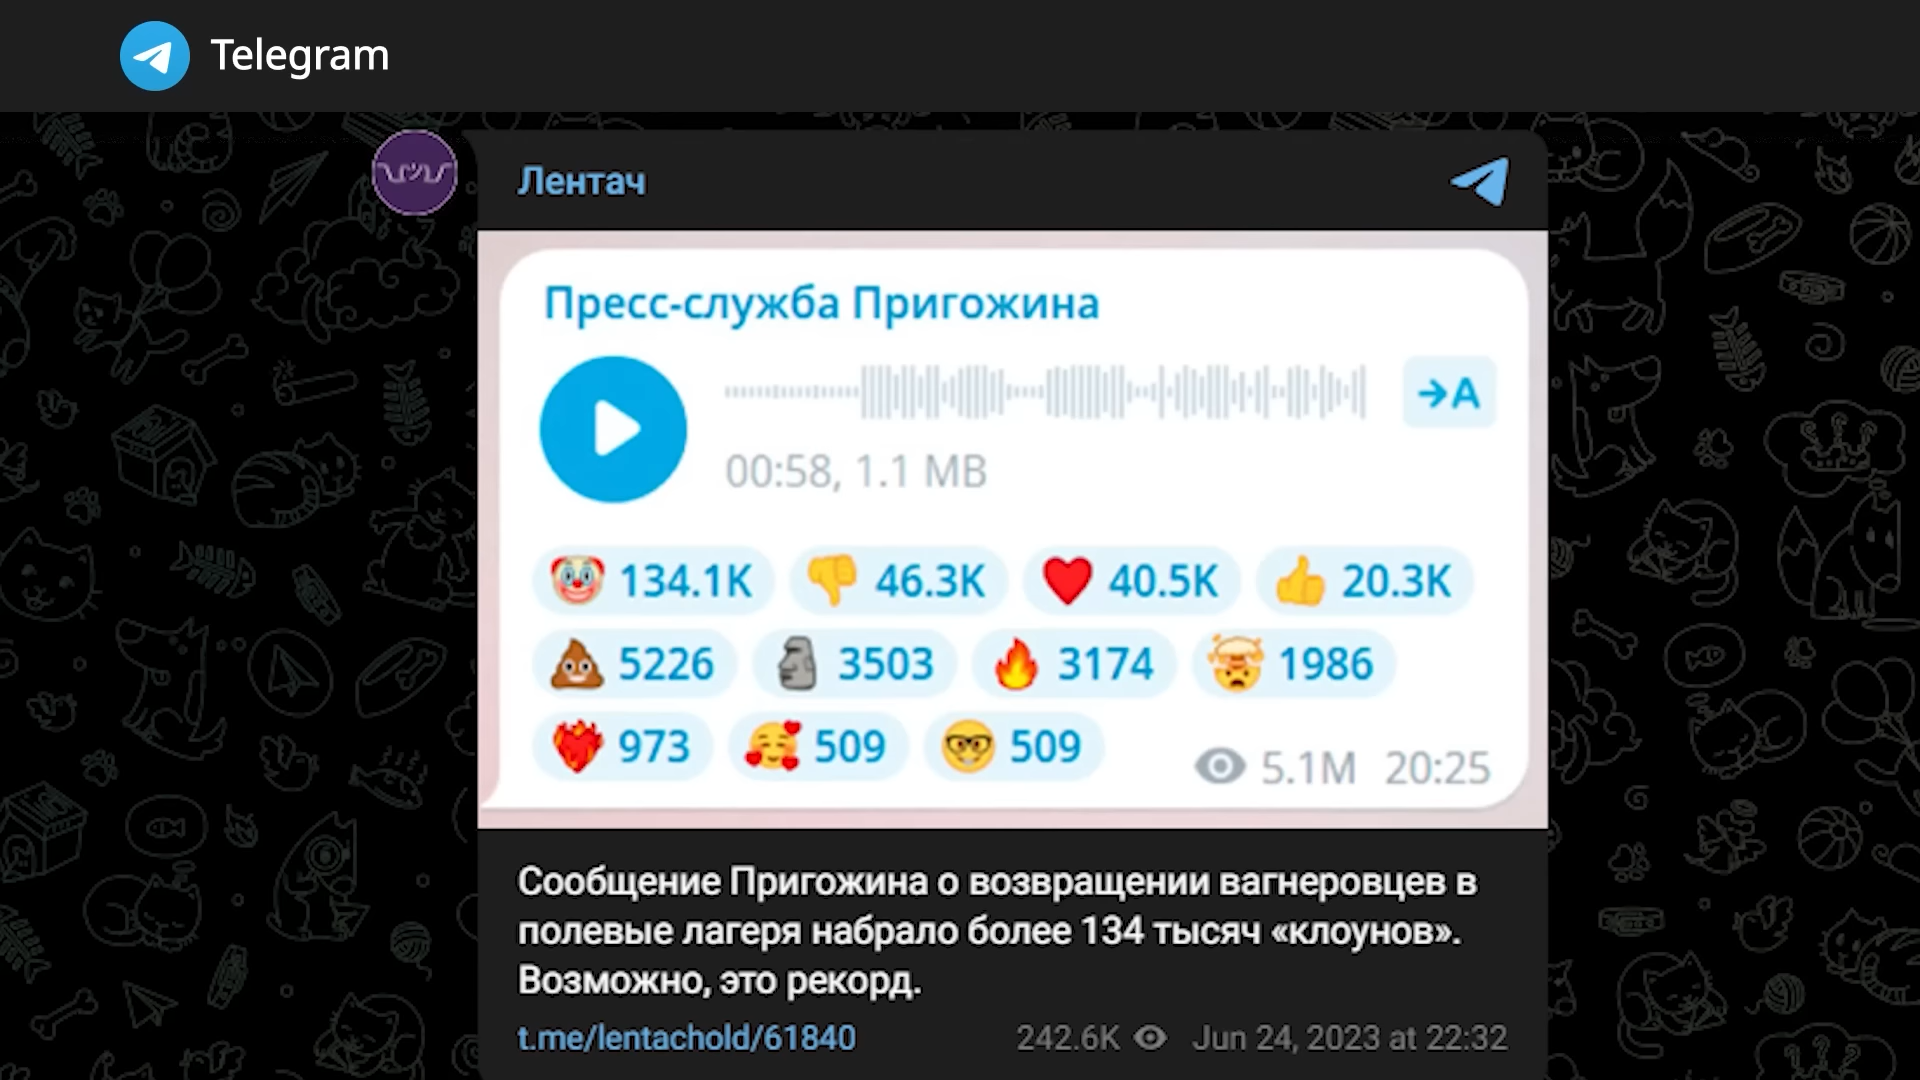 Telegram
Лентач
Пресс-служба Пригожина
→A
00:58, 1.1 MB
134.1K 46.3K 40.5K 20.3K
5226 3503 3174 1986
973 509 509
5.1M 20:25
Сообщение Пригожина о возвращении вагнеровцев в
полевые лагеря набрало более 134 тысяч «клоунов».
Возможно, это рекорд.
t.me/lentachold/61840 242.6K Jun 24, 2023 at 22:32